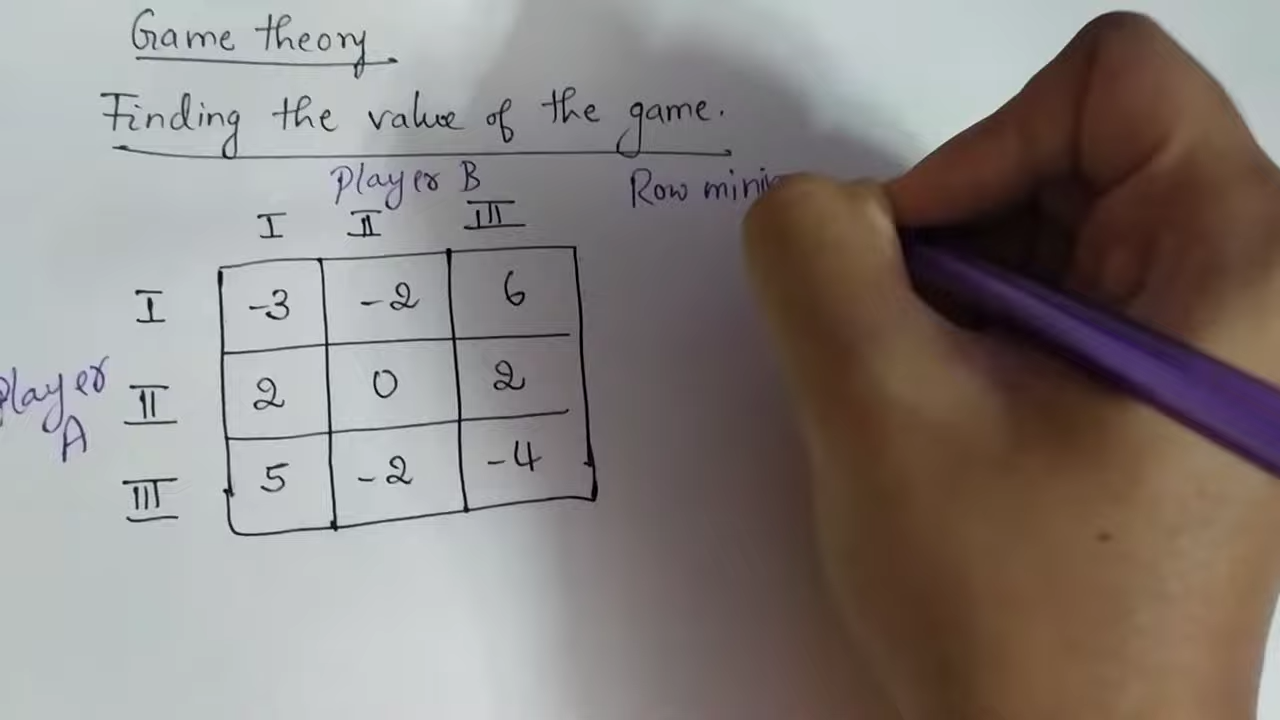 Game theory
Finding the value of the game.
Player B
Row
I II III
I -3 -2 6
Player A
II 2 0 2
III 5 -2 -4